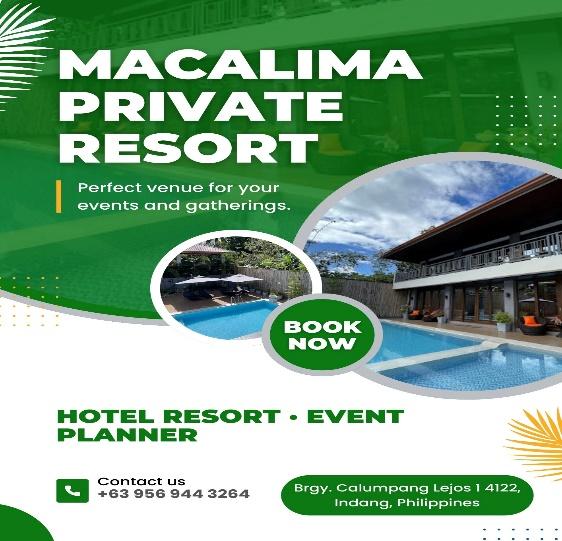 MACALIMA
PRIVATE
RESORT
Perfect venue for your
events and gatherings.
BOOK
NOW
HOTEL RESORT • EVENT
PLANNER
Contact us
+63 956 944 3264
Brgy. Calumpang Lejos 1 4122,
Indang, Philippines